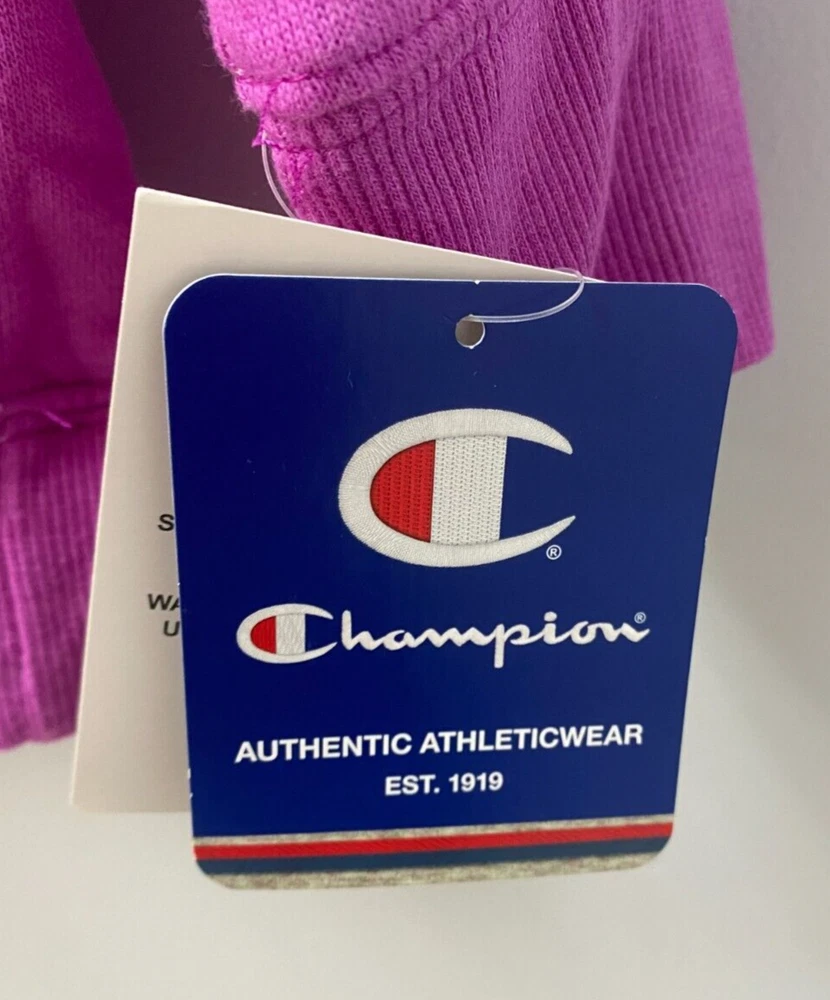 ®
Champion®
AUTHENTIC ATHLETICWEAR
EST. 1919